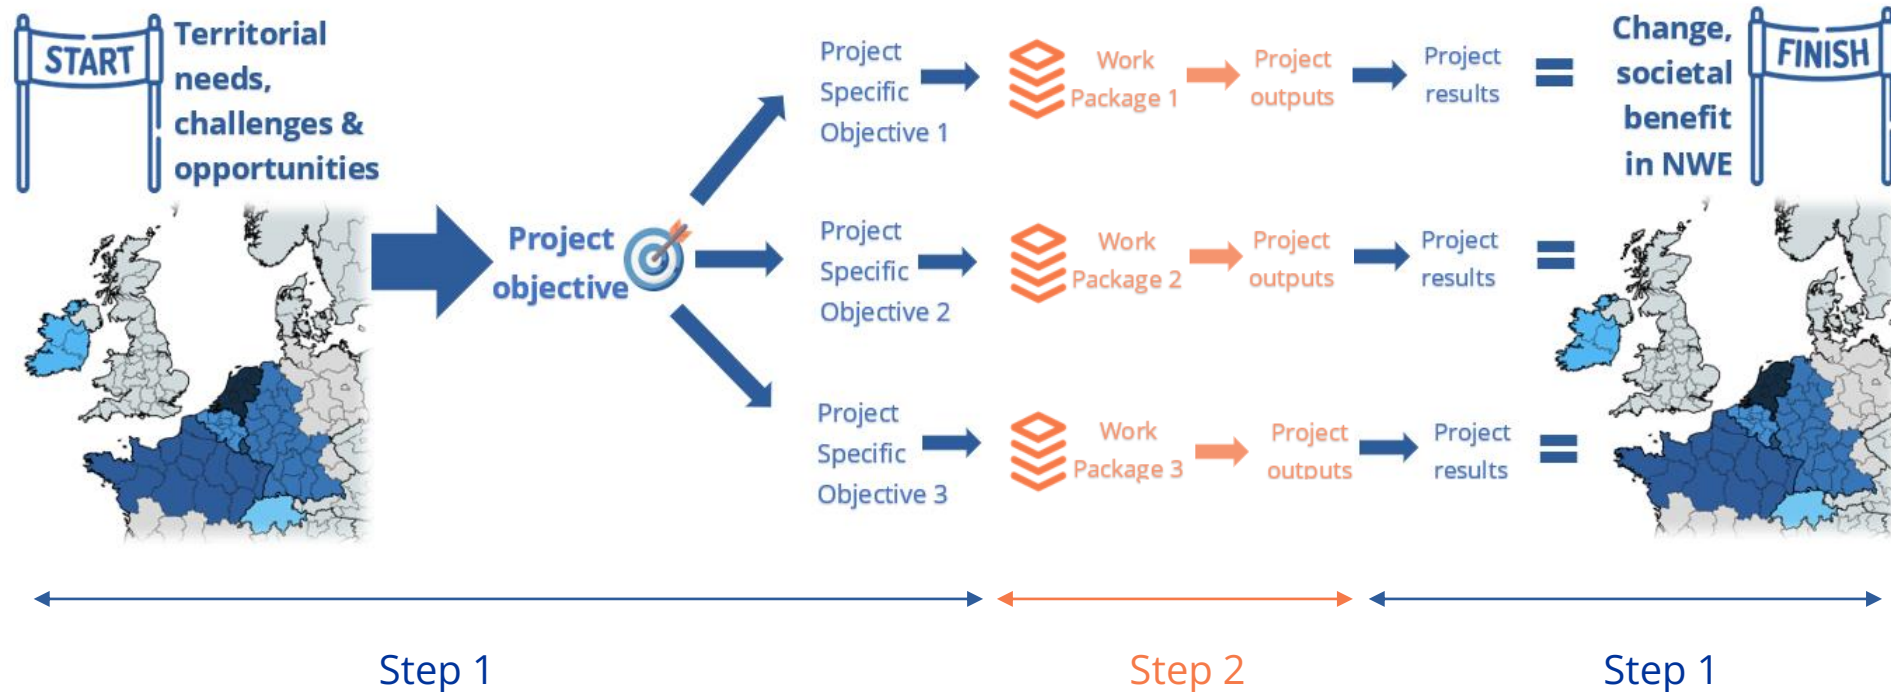 START
Territorial
needs,
challenges &
opportunities
Project
objective
Project
Specific
Objective 1
Work
Package 1
Project
outputs
Project
results
Project
Specific
Objective 2
Work
Package 2
Project
outputs
Project
results
Project
Specific
Objective 3
Work
Package 3
Project
outputs
Project
results
Change,
societal
benefit
in NWE
FINISH
Step 1
Step 2
Step 1